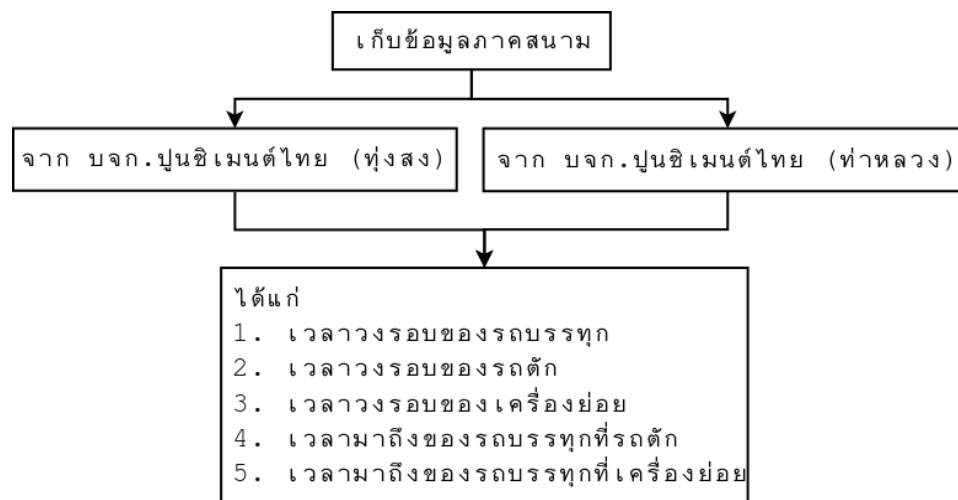 เก็บข้อมูลภาคสนาม
จาก บจก.ปูนซิเมนต์ไทย (ทุ่งสง)
จาก บจก.ปูนซิเมนต์ไทย (ท่าหลวง)
ได้แก่
1. เวลาวงรอบของรถบรรทุก
2. เวลาวงรอบของรถตัก
3. เวลาวงรอบของเครื่องย่อย
4. เวลามาถึงของรถบรรทุกที่รถตัก
5. เวลามาถึงของรถบรรทุกที่เครื่องย่อย